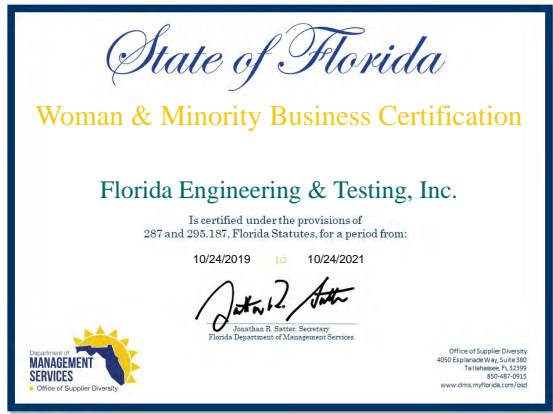 State of Florida
Woman & Minority Business Certification
Florida Engineering & Testing, Inc.
Is certified under the provisions of
287 and 295.187, Florida Statutes, for a period from:
10/24/2019 to 10/24/2021
Jonathan R. Satter, Secretary
Florida Department of Management Services
Department of
MANAGEMENT
SERVICES
Office of Supplier Diversity
Office of Supplier Diversity
4050 Esplanade Way, Suite 380
Tallahassee, FL 32399
850-487-0915
www.dms.myflorida.com/osd